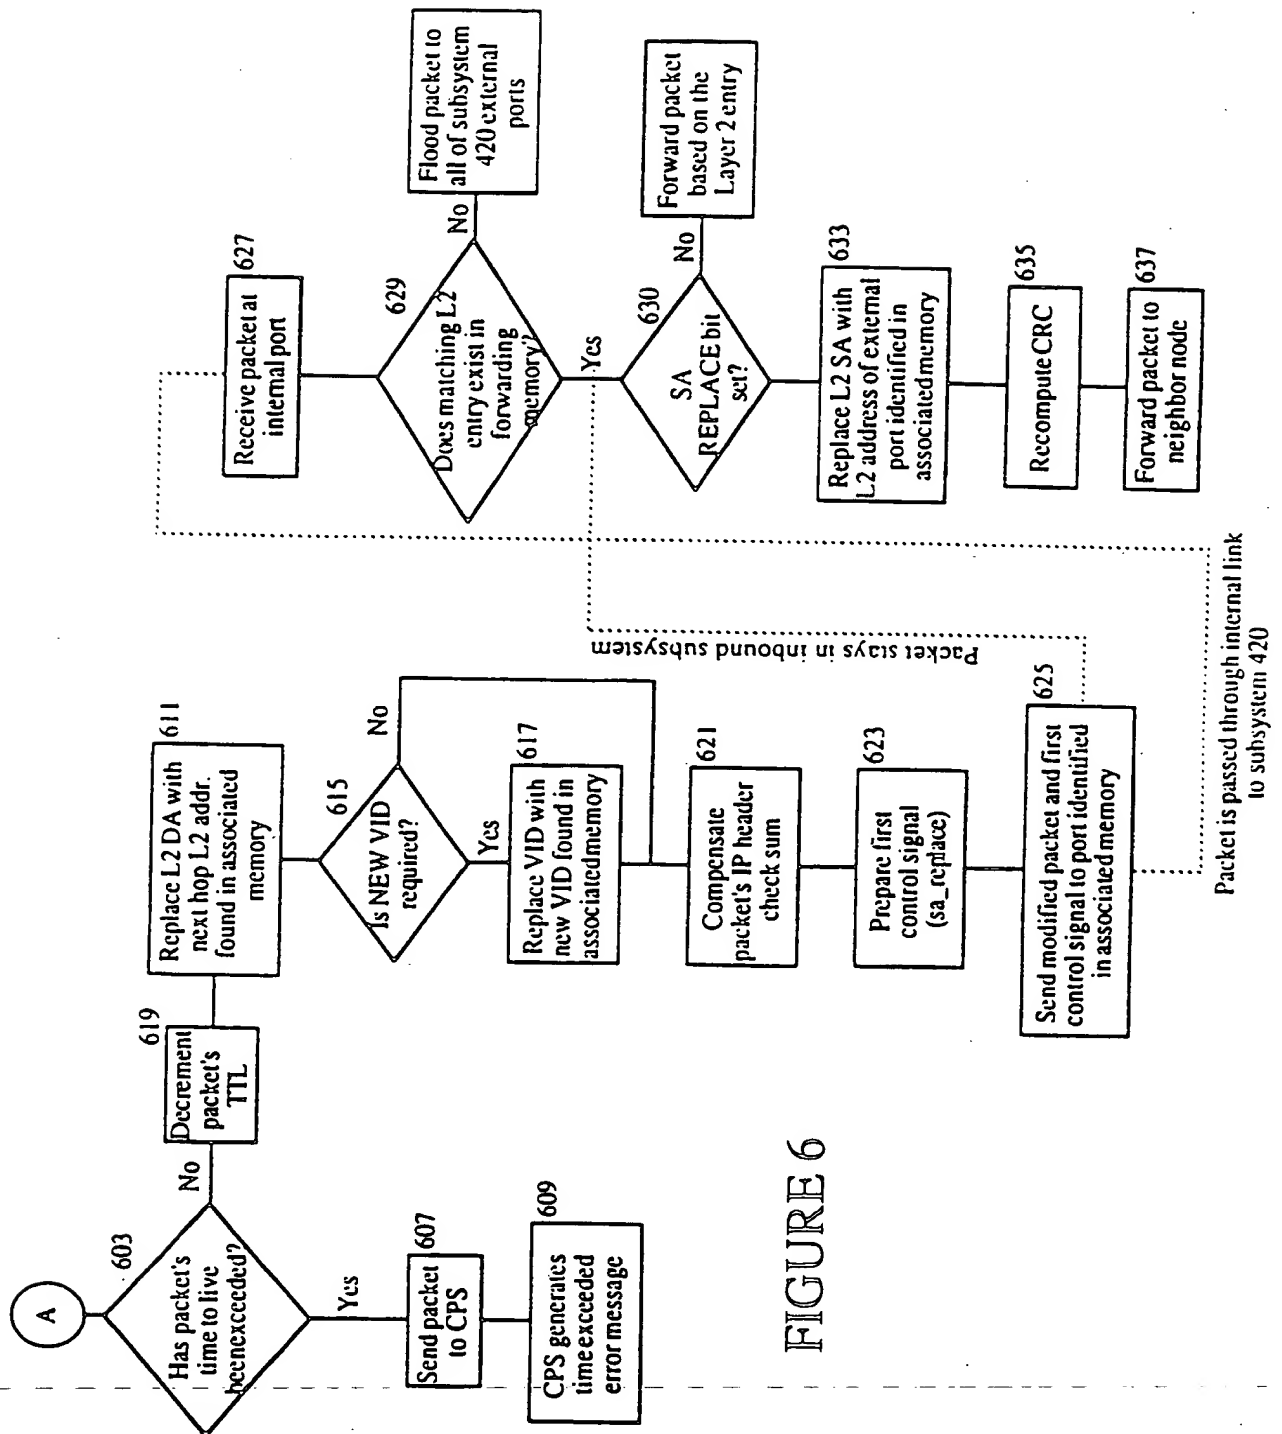 A
603
Has packet's
time to live
been exceeded?
No
Yes
607
Send packet
to CPS
609
CPS generates
time exceeded
error message
619
Decrement
packet's
TTL
611
Replace L2 DA with
next hop L2 addr.
found in associated
memory
615
Is NEW VID
required?
No
Yes
617
Replace VID with
new VID found in
associated memory
621
Compensate
packet's IP header
check sum
623
Prepare first
control signal
(sa_replace)
625
Send modified packet and first
control signal to port identified
in associated memory
Packet stays in inbound subsystem
Packet is passed through internal link
to subsystem 420
627
Receive packet at
internal port
629
Does matching L2
entry exist in
forwarding
memory?
No
Flood packet to
all of subsystem
420 external
ports
Yes
630
SA
REPLACE bit
set?
No
Forward packet
based on the
Layer 2 entry
633
Replace L2 SA with
L2 address of external
port identified in
associated memory
635
Recompute CRC
637
Forward packet to
neighbor node
FIGURE 6